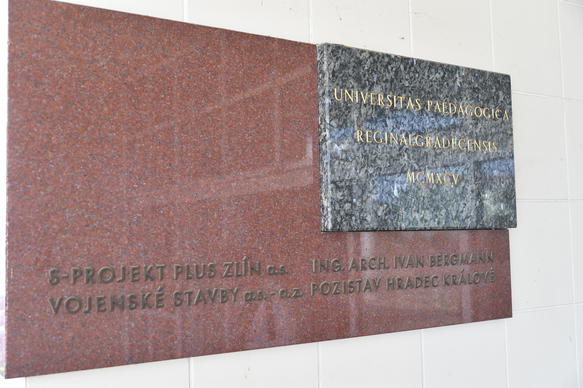 UNIVERSITAS PAEDAGOGICA
REGINAEGRADECENSIS
MCMXCV
S-PROJEKT PLUS ZLÍN a.s. ING. ARCH. IVAN BERGMANN
VOJENSKÉ STAVBY a.s. - a.z. POZISTAV HRADEC KRÁLOVÉ